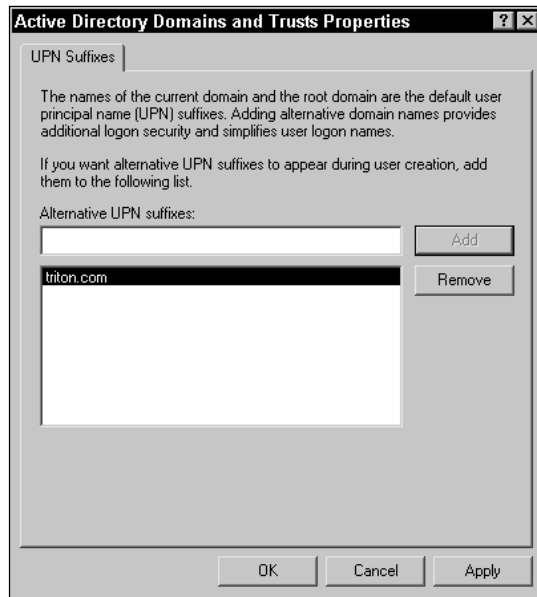 Active Directory Domains and Trusts Properties
UPN Suffixes
The names of the current domain and the root domain are the default user
principal name (UPN) suffixes. Adding alternative domain names provides
additional logon security and simplifies user logon names.
If you want alternative UPN suffixes to appear during user creation, add
them to the following list.
Alternative UPN suffixes:
Add
triton.com
Remove
OK
Cancel
Apply